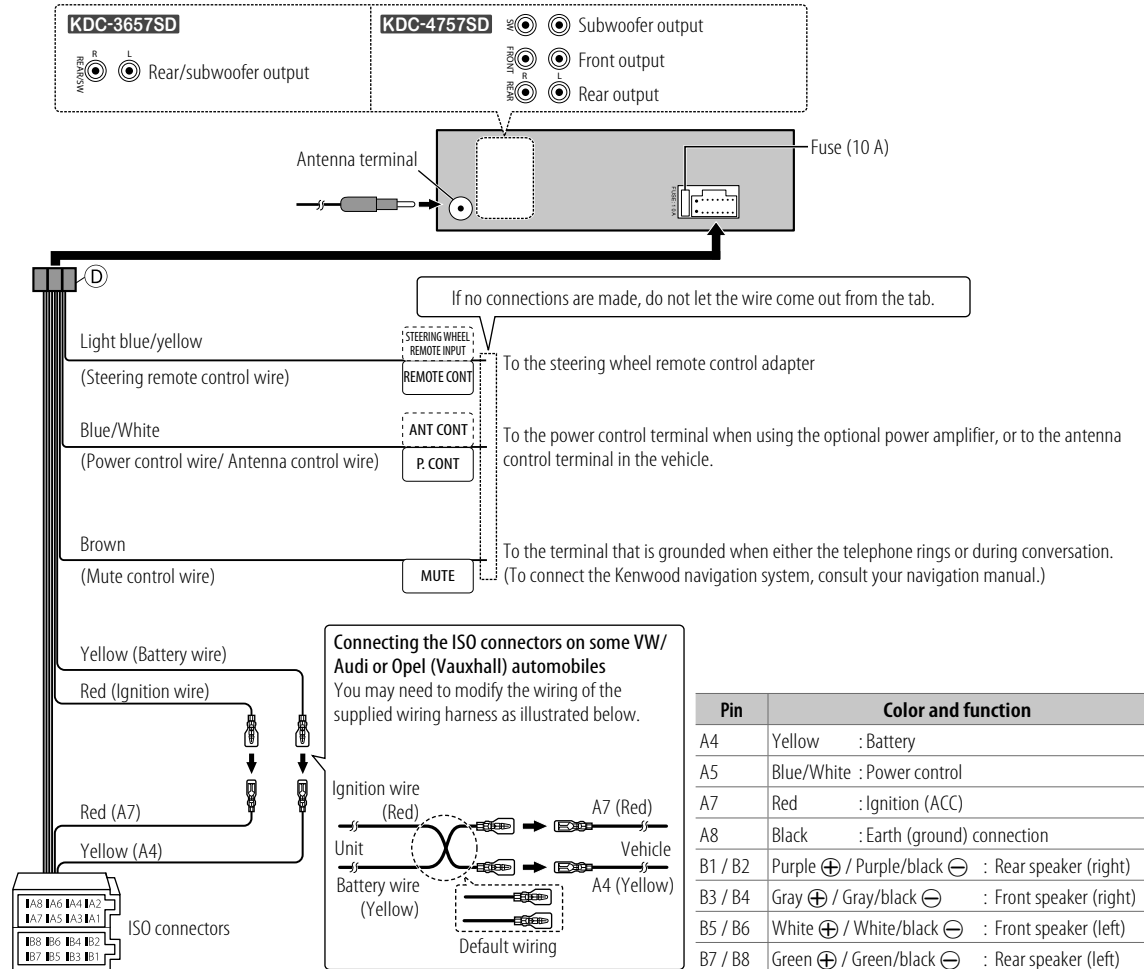 KDC-3657SD
R L
REAR/SW
Rear/subwoofer output
KDC-4757SD
SW
Subwoofer output
FRONT
Front output
R L
REAR
Rear output
Antenna terminal
Fuse (10 A)
FUSE 10A
D
If no connections are made, do not let the wire come out from the tab.
Light blue/yellow
(Steering remote control wire)
STEERING WHEEL
REMOTE INPUT
REMOTE CONT
To the steering wheel remote control adapter
Blue/White
(Power control wire/ Antenna control wire)
ANT CONT
P. CONT
To the power control terminal when using the optional power amplifier, or to the antenna
control terminal in the vehicle.
Brown
(Mute control wire)
MUTE
To the terminal that is grounded when either the telephone rings or during conversation.
(To connect the Kenwood navigation system, consult your navigation manual.)
Yellow (Battery wire)
Red (Ignition wire)
Red (A7)
Yellow (A4)
A8 A6 A4 A2
A7 A5 A3 A1
B8 B6 B4 B2
B7 B5 B3 B1
ISO connectors
Connecting the ISO connectors on some VW/
Audi or Opel (Vauxhall) automobiles
You may need to modify the wiring of the
supplied wiring harness as illustrated below.
Ignition wire
(Red)
A7 (Red)
Unit
Vehicle
Battery wire
(Yellow)
A4 (Yellow)
Default wiring
Pin Color and function
A4 Yellow : Battery
A5 Blue/White : Power control
A7 Red : Ignition (ACC)
A8 Black : Earth (ground) connection
B1 / B2 Purple ⊕ / Purple/black ⊖ : Rear speaker (right)
B3 / B4 Gray ⊕ / Gray/black ⊖ : Front speaker (right)
B5 / B6 White ⊕ / White/black ⊖ : Front speaker (left)
B7 / B8 Green ⊕ / Green/black ⊖ : Rear speaker (left)